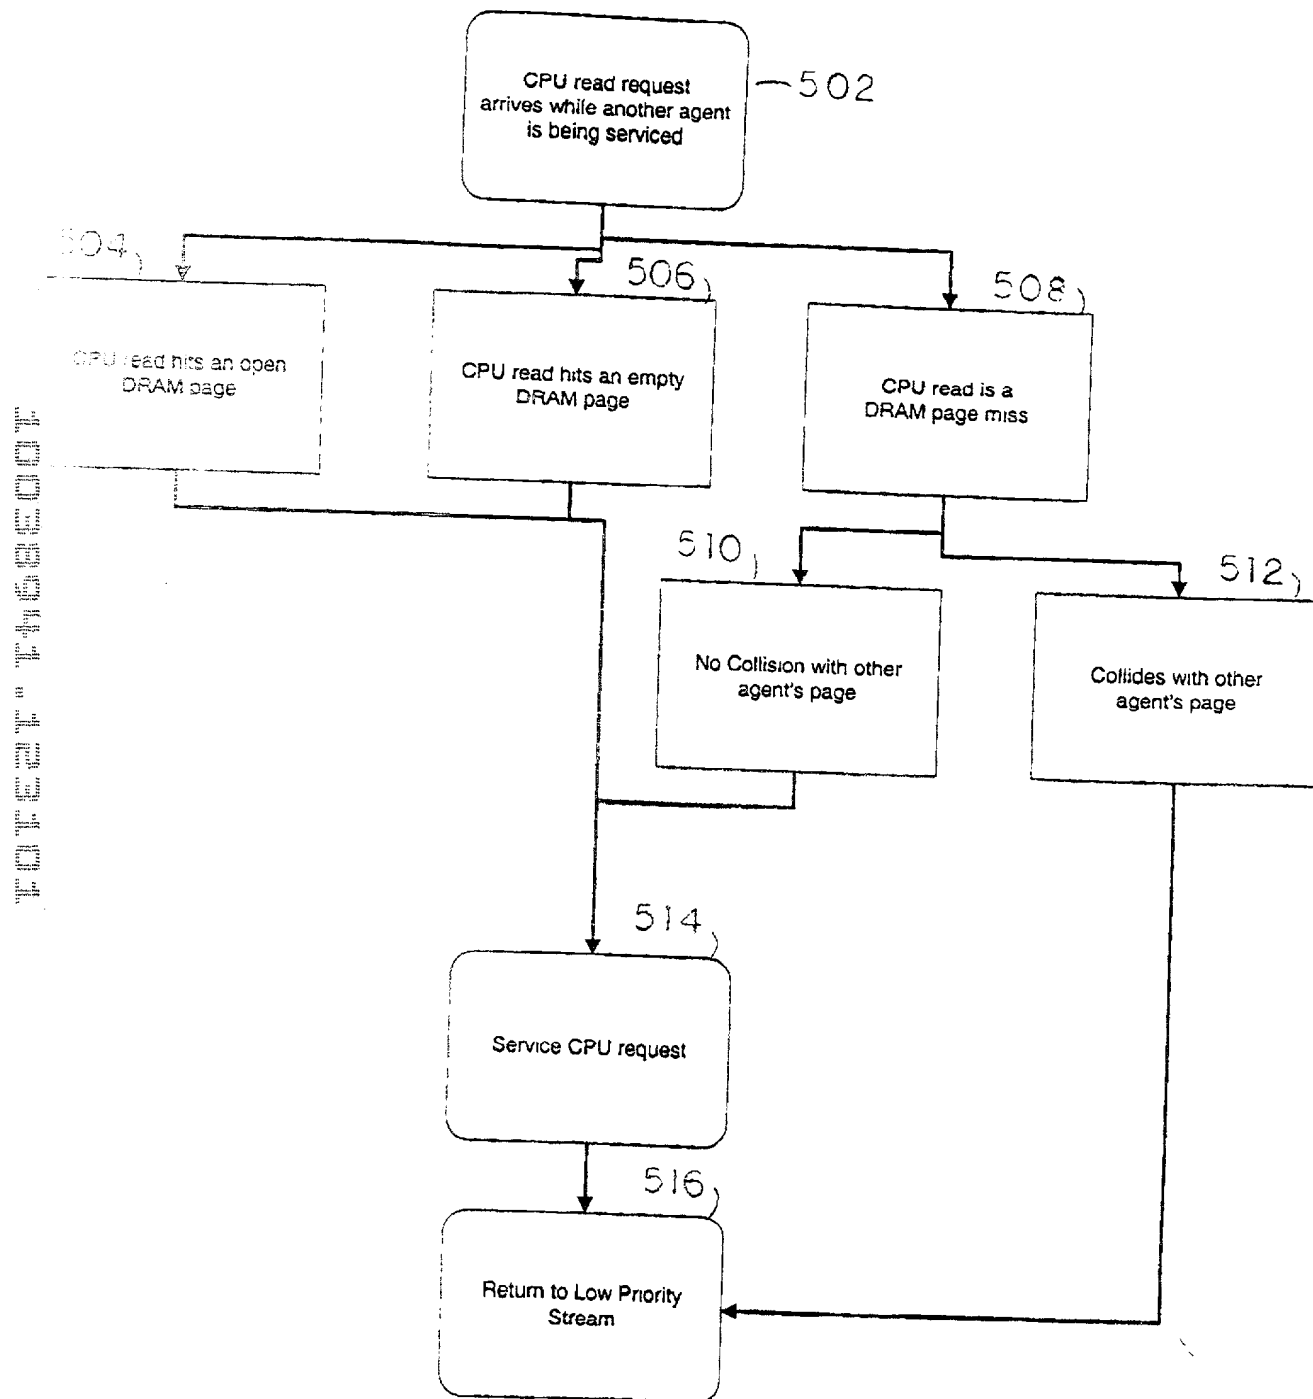 CPU read request
arrives while another agent
is being serviced
502
504
506
508
CPU read hits an open
DRAM page
CPU read hits an empty
DRAM page
CPU read is a
DRAM page miss
510
512
No Collision with other
agent's page
Collides with other
agent's page
514
Service CPU request
516
Return to Low Priority
Stream